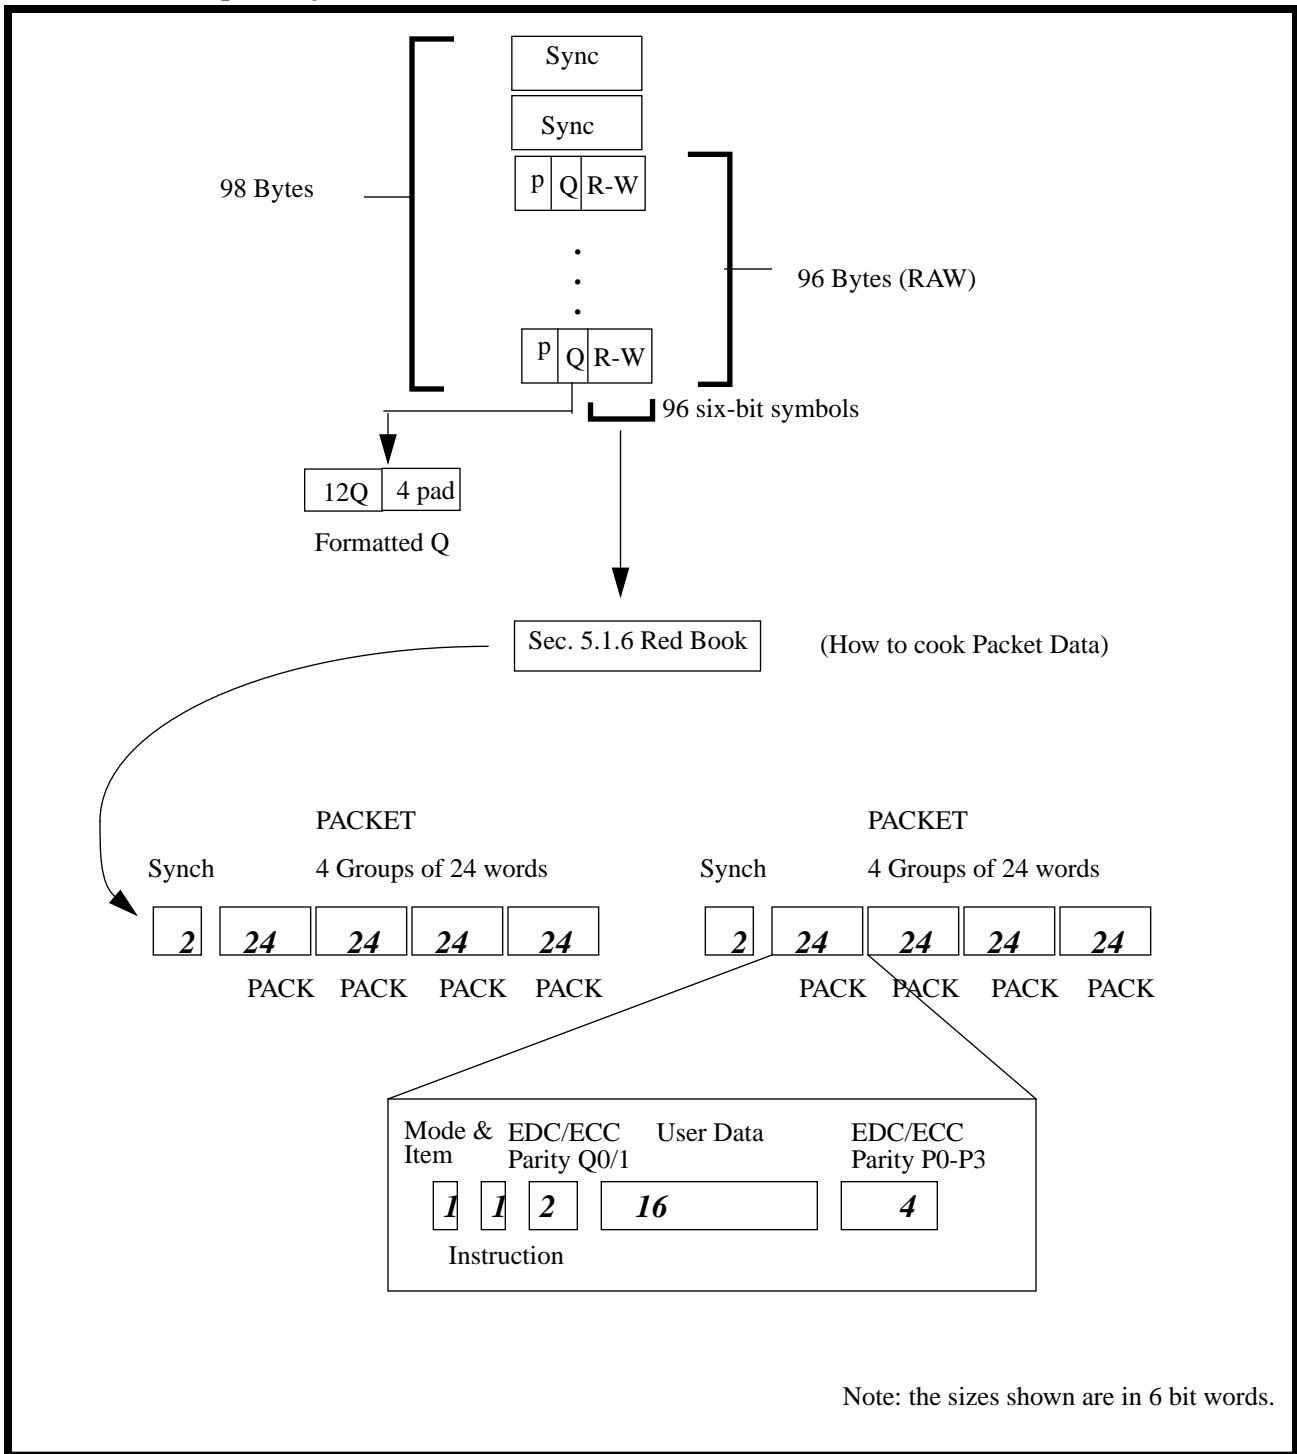 Sync
Sync
p Q R-W
98 Bytes
96 Bytes (RAW)
p Q R-W
96 six-bit symbols
12Q 4 pad
Formatted Q
Sec. 5.1.6 Red Book (How to cook Packet Data)
PACKET PACKET
Synch 4 Groups of 24 words Synch 4 Groups of 24 words
2 24 24 24 24 2 24 24 24 24
PACK PACK PACK PACK PACK PACK PACK PACK
Mode & EDC/ECC User Data EDC/ECC
Item Parity Q0/1 Parity P0-P3
1 1 2 16 4
Instruction
Note: the sizes shown are in 6 bit words.